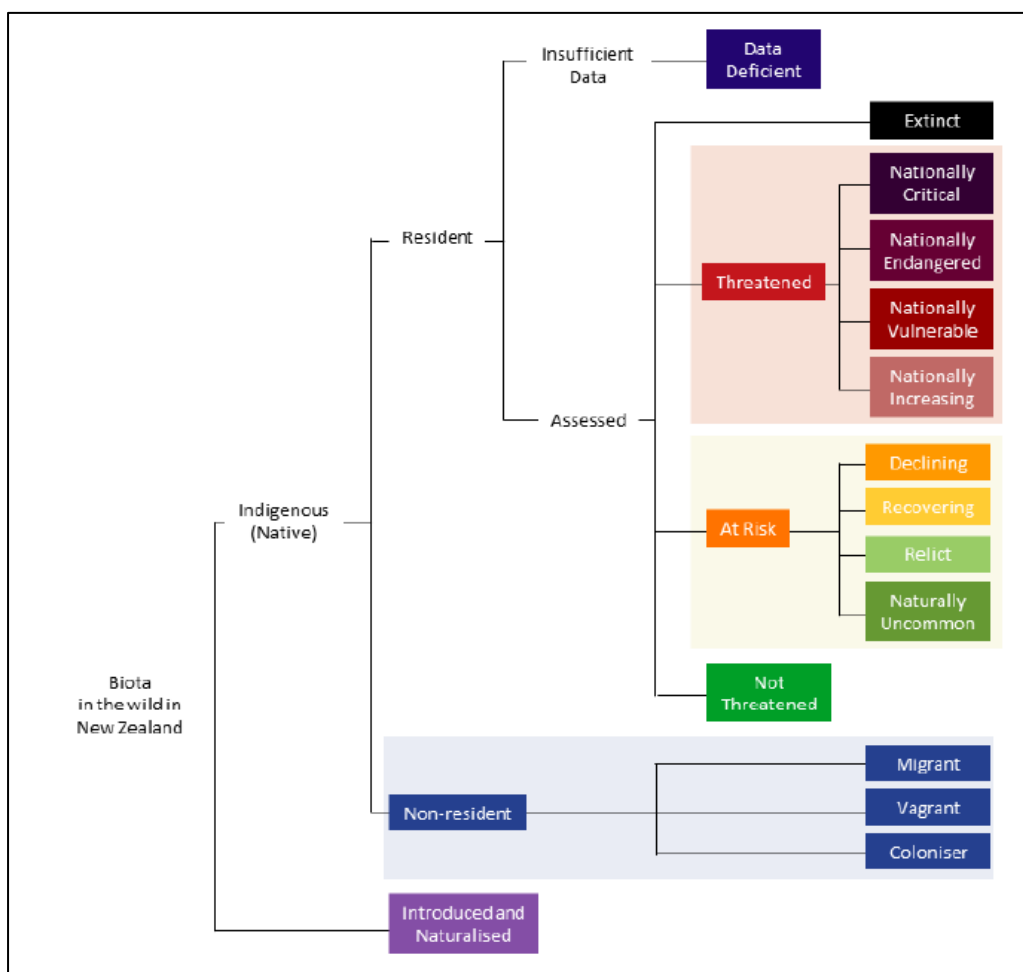 Insufficient
Data
Data
Deficient
Extinct
Nationally
Critical
Resident
Nationally
Endangered
Threatened
Nationally
Vulnerable
Nationally
Increasing
Assessed
Declining
Indigenous
(Native)
Recovering
At Risk
Relict
Naturally
Uncommon
Biota
in the wild in
New Zealand
Not
Threatened
Migrant
Non-resident
Vagrant
Coloniser
Introduced and
Naturalised